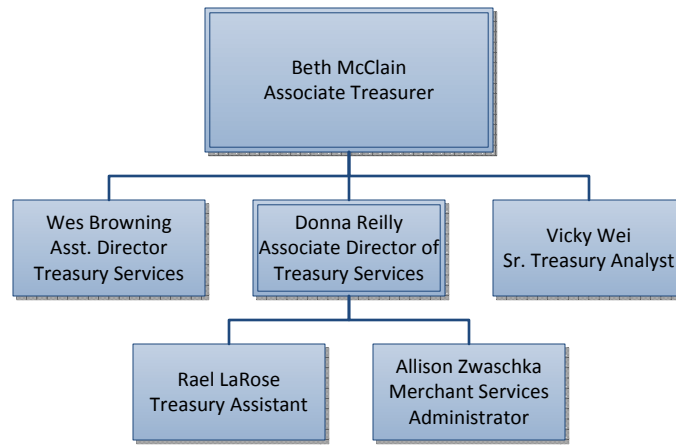 Beth McClain
Associate Treasurer
Wes Browning
Asst. Director
Treasury Services
Donna Reilly
Associate Director of
Treasury Services
Vicky Wei
Sr. Treasury Analyst
Rael LaRose
Treasury Assistant
Allison Zwaschka
Merchant Services
Administrator